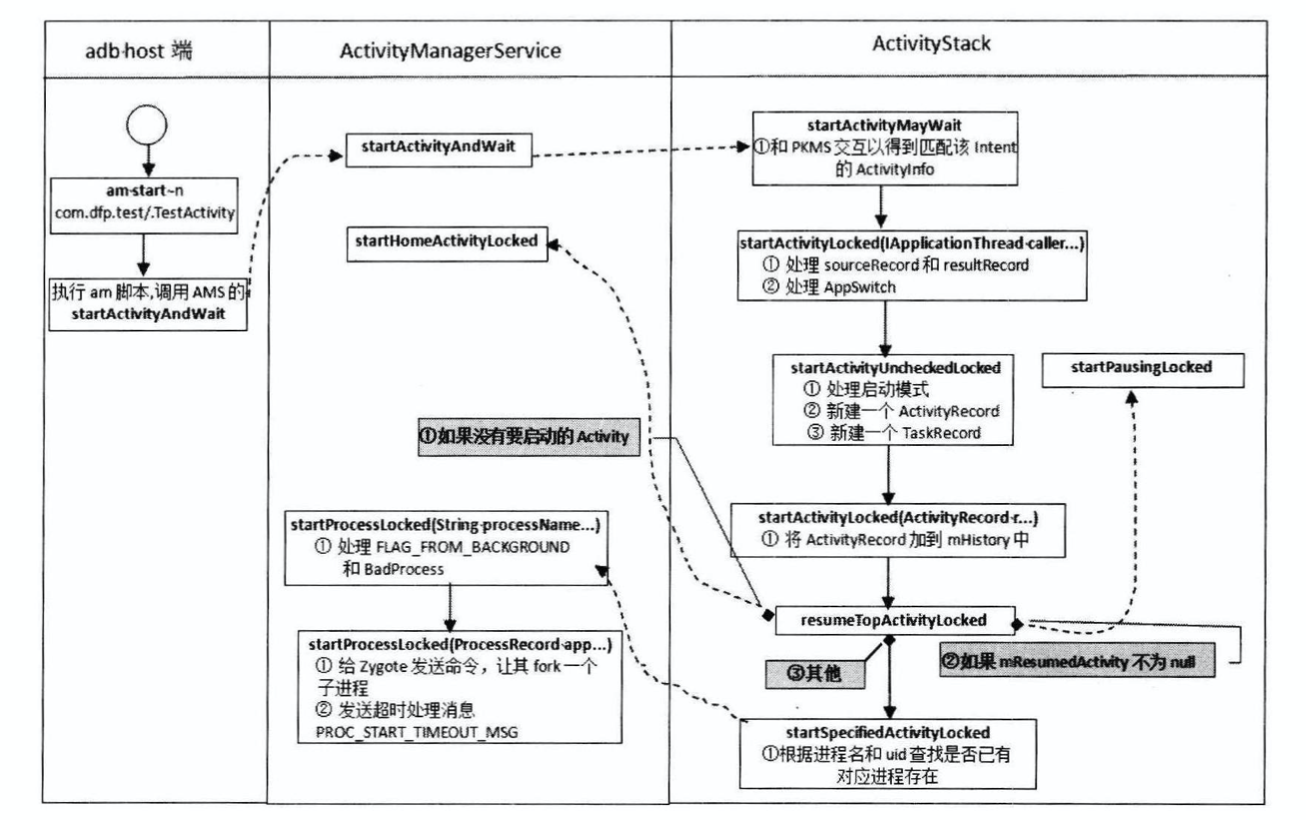 adb·host 端
ActivityManagerService
ActivityStack
am·start·-n
com.dfp.test/.TestActivity
执行 am 脚本,调用 AMS 的
startActivityAndWait
startActivityAndWait
startHomeActivityLocked
①如果没有要启动的 Activity
startProcessLocked(String·processName...)
① 处理 FLAG_FROM_BACKGROUND
和 BadProcess
startProcessLocked(ProcessRecord·app...)
① 给 Zygote 发送命令，让其 fork 一个
子进程
② 发送超时处理消息
PROC_START_TIMEOUT_MSG
startActivityMayWait
①和 PKMS 交互以得到匹配该 Intent
的 ActivityInfo
startActivityLocked(IApplicationThread·caller...)
① 处理 sourceRecord 和 resultRecord
② 处理 AppSwitch
startActivityUncheckedLocked
① 处理启动模式
② 新建一个 ActivityRecord
③ 新建一个 TaskRecord
startPausingLocked
startActivityLocked(ActivityRecord·r...)
① 将 ActivityRecord 加到 mHistory 中
resumeTopActivityLocked
②如果 mResumedActivity 不为 null
③其他
startSpecifiedActivityLocked
①根据进程名和 uid 查找是否已有
对应进程存在